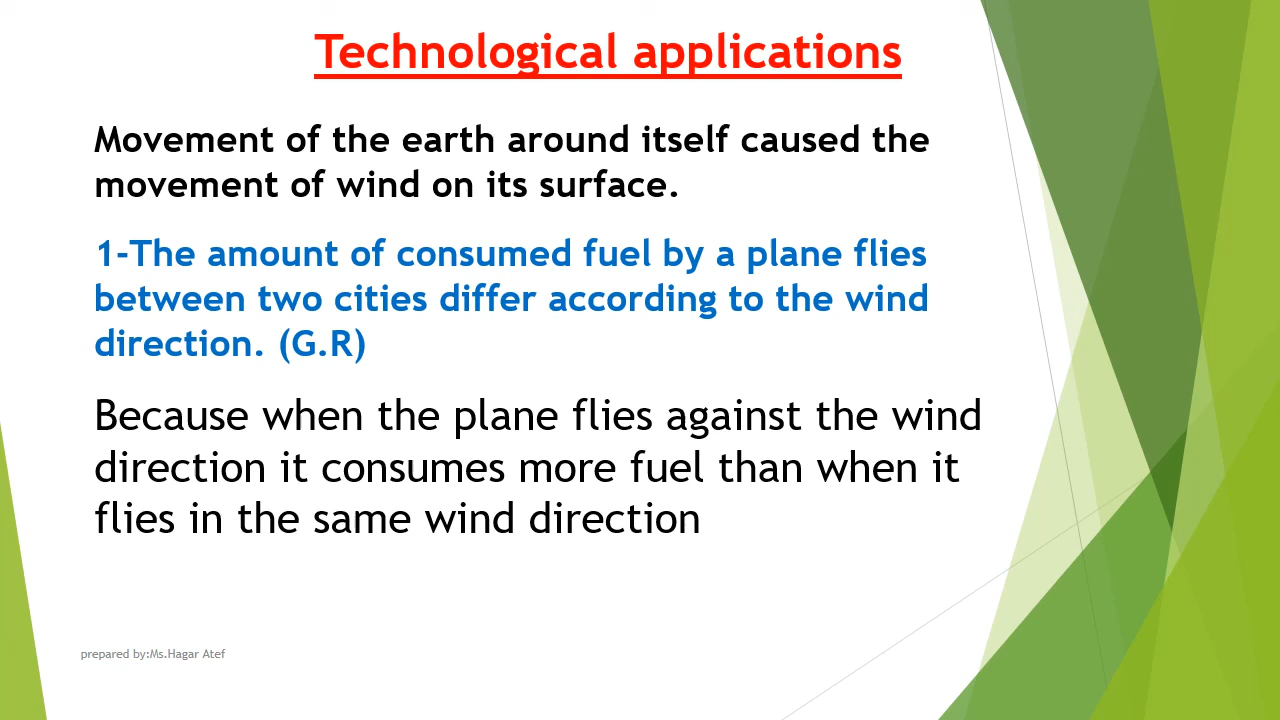 Technological applications
Movement of the earth around itself caused the
movement of wind on its surface.
1-The amount of consumed fuel by a plane flies
between two cities differ according to the wind
direction. (G.R)
Because when the plane flies against the wind
direction it consumes more fuel than when it
flies in the same wind direction
prepared by:Ms.Hagar Atef